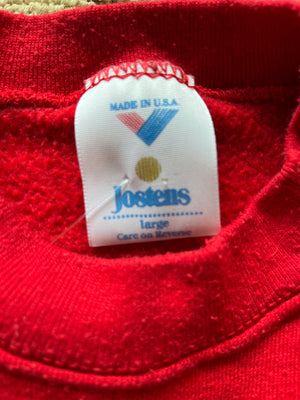 MADE IN U.S.A.
Jostens
large
Care on Reverse